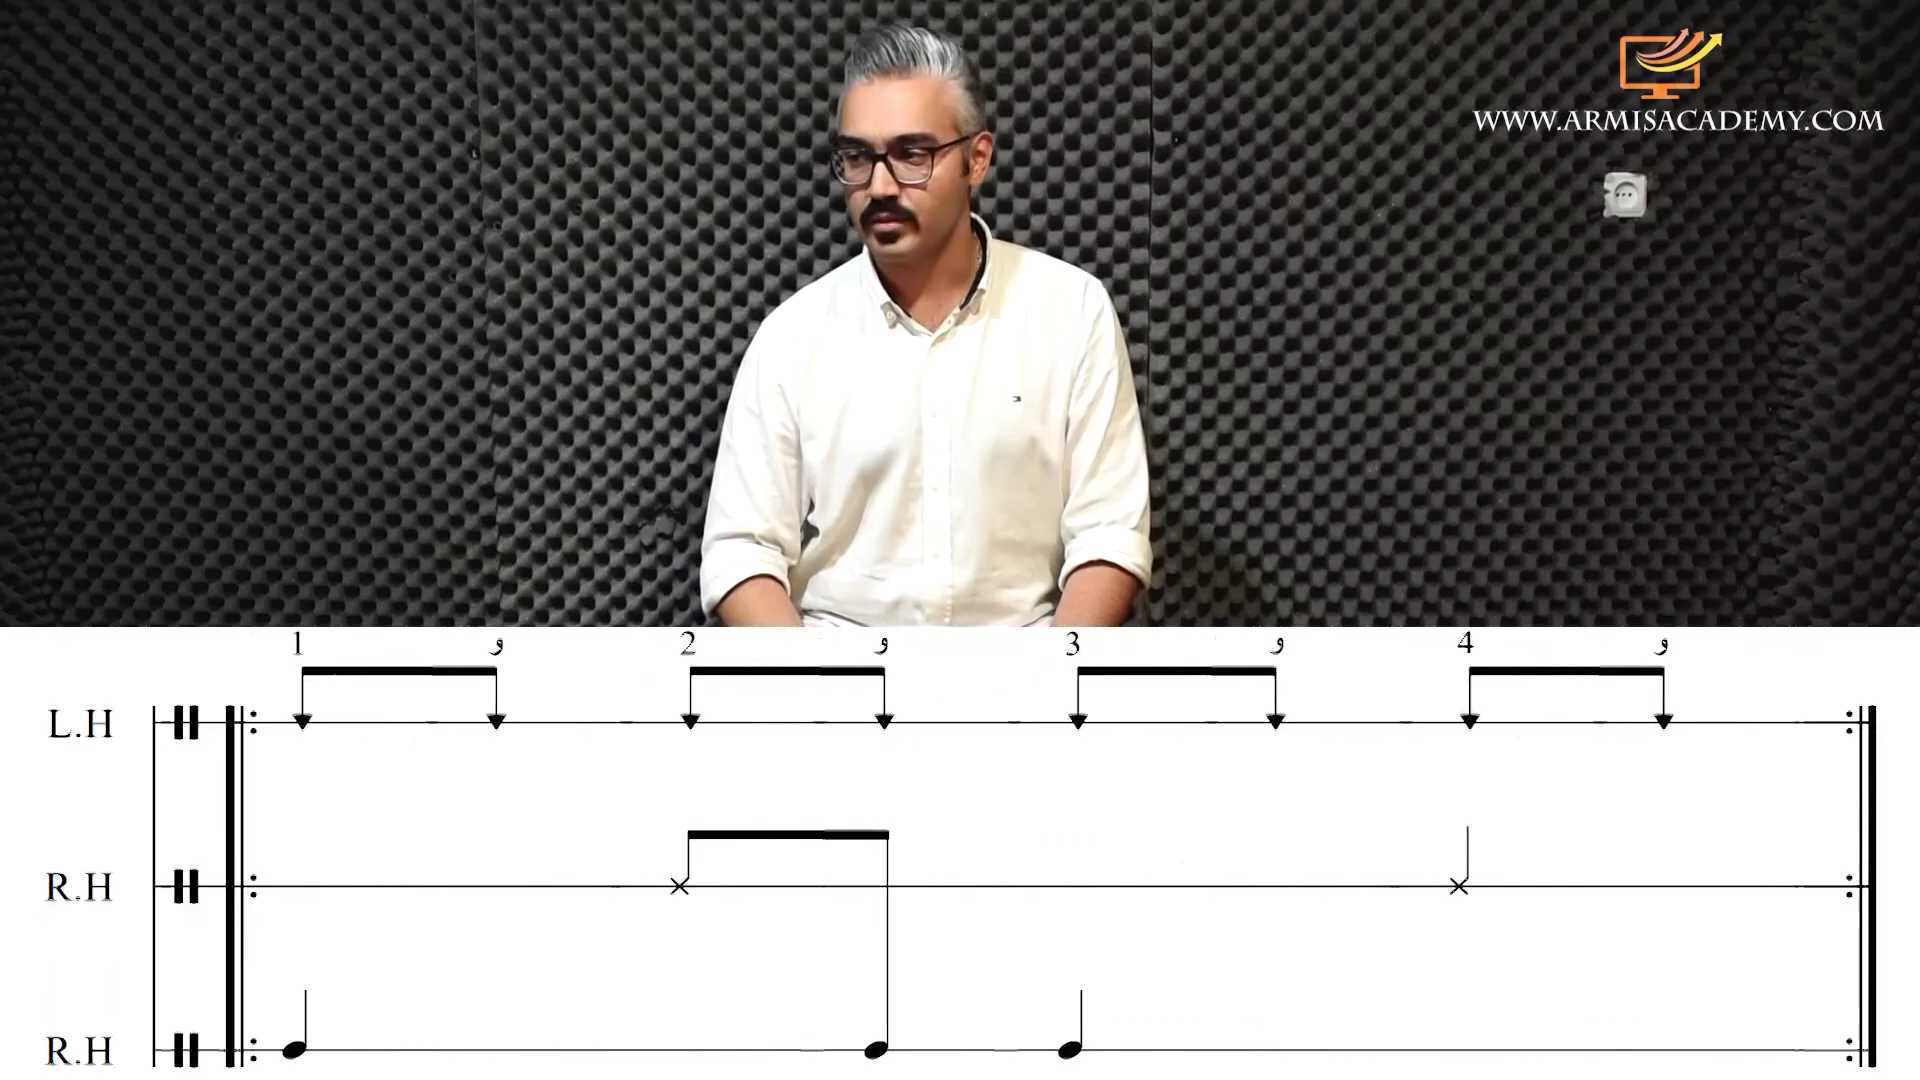 WWW.ARMISACADEMY.COM
1 و 2 و 3 و 4 و
L.H
R.H
R.H